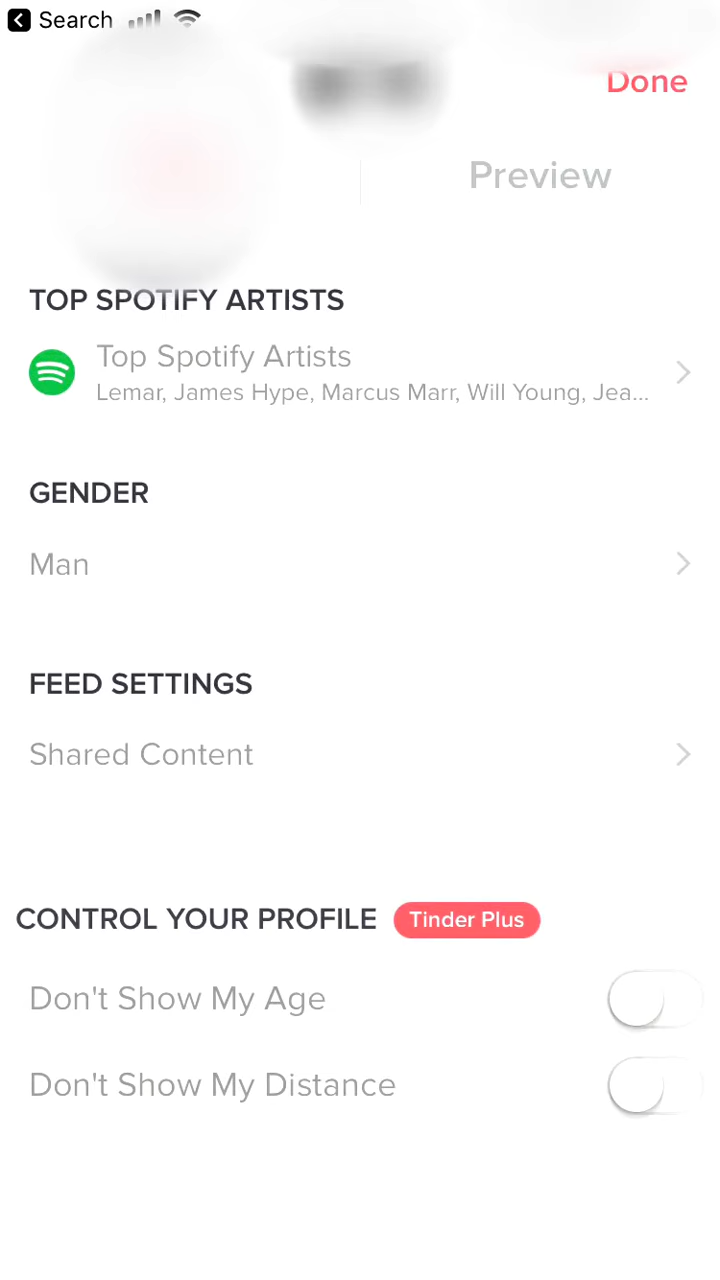 Search
Done
Preview
TOP SPOTIFY ARTISTS
Top Spotify Artists
Lemar, James Hype, Marcus Marr, Will Young, Jea...
GENDER
Man
FEED SETTINGS
Shared Content
CONTROL YOUR PROFILE Tinder Plus
Don't Show My Age
Don't Show My Distance